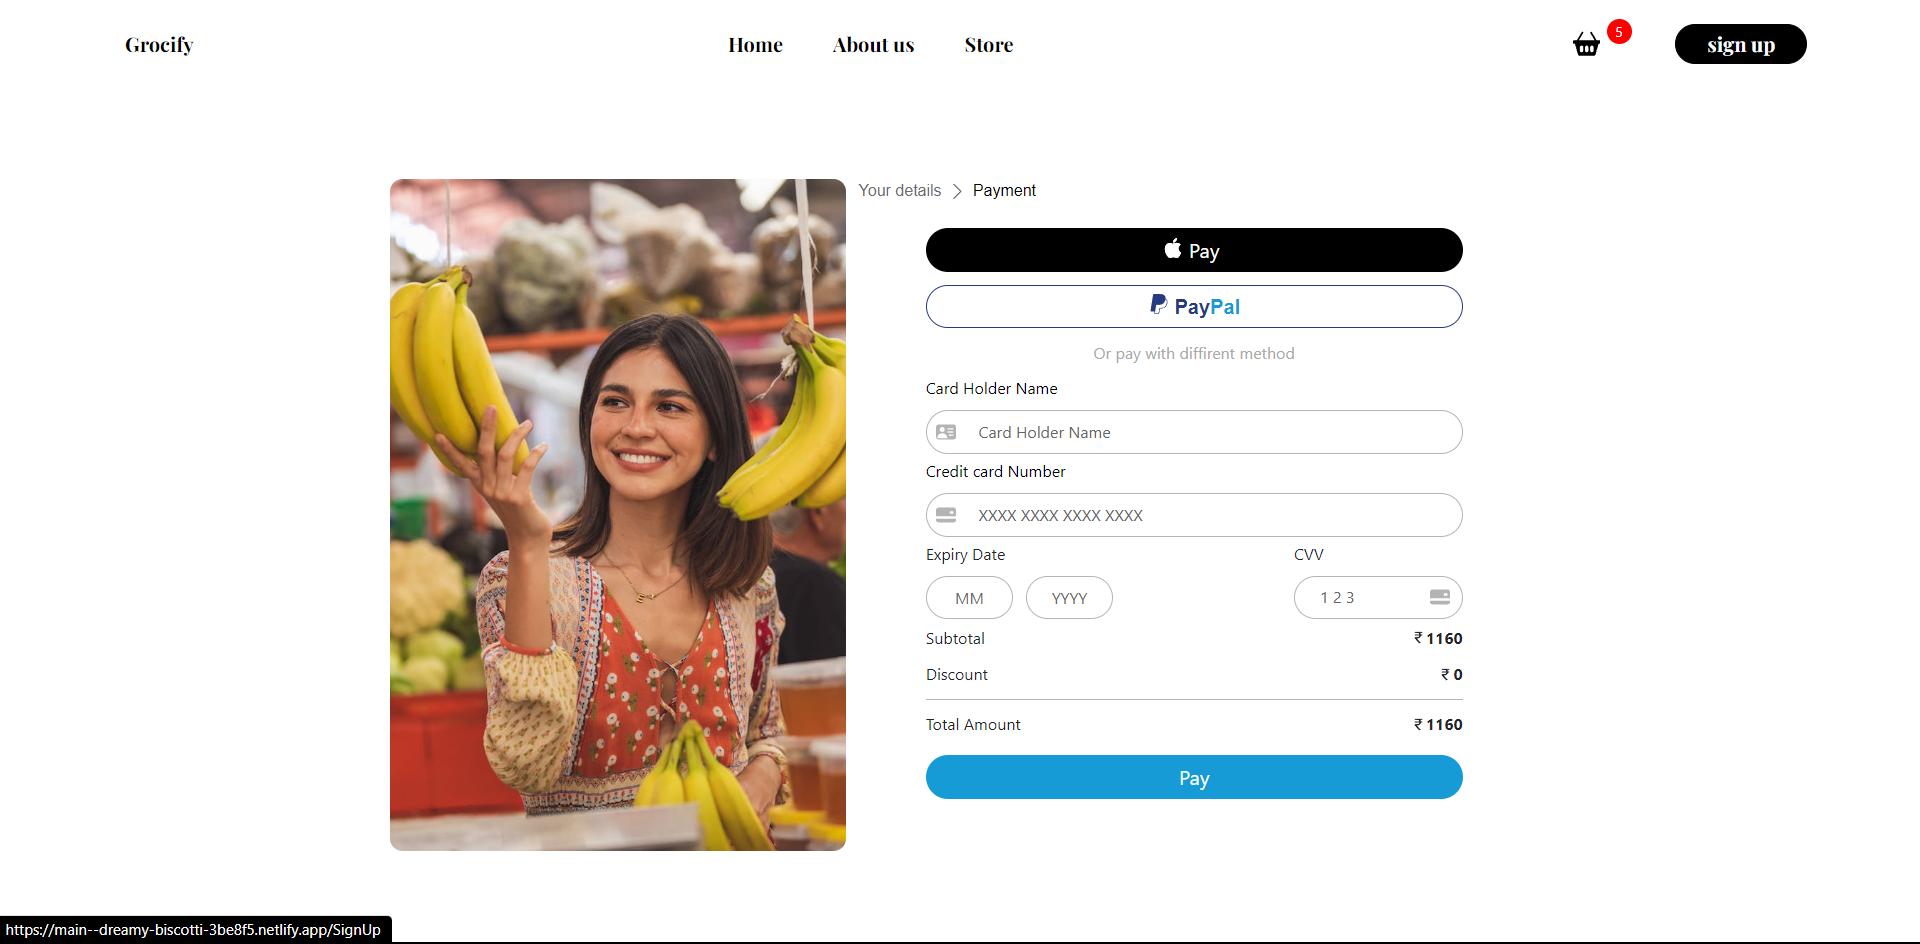 Grocify
Home About us Store
5
sign up
Your details Payment
Pay
PayPal
Or pay with diffirent method
Card Holder Name
Card Holder Name
Credit card Number
XXXX XXXX XXXX XXXX
Expiry Date CVV
MM YYYY 1 2 3
Subtotal ₹ 1160
Discount ₹ 0
Total Amount ₹ 1160
Pay
https://main--dreamy-biscotti-3be8f5.netlify.app/SignUp